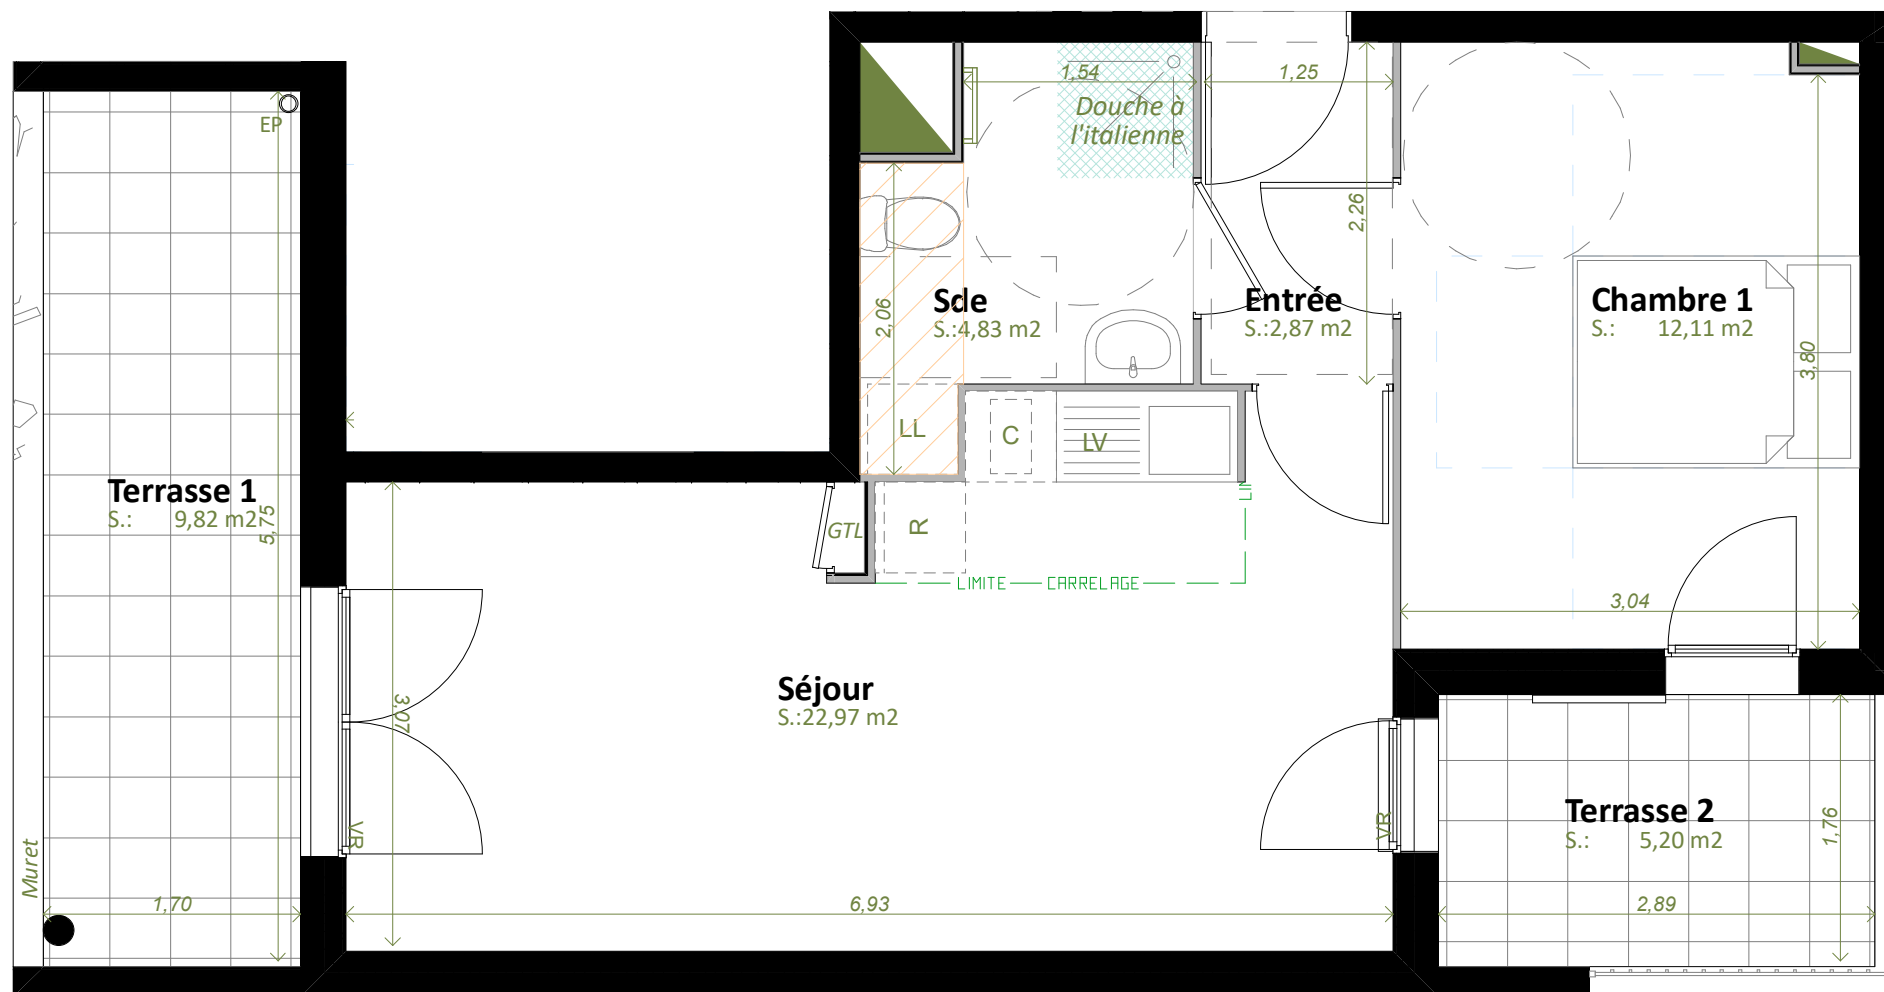 1,54
1,25
Douche à
l'italienne
EP
2,26
Sde
S.:4,83 m2
2,06
Entrée
S.:2,87 m2
Chambre 1
S.: 12,11 m2
3,80
LL
C
LV
Terrasse 1
S.: 9,82 m2
5,75
GTL
R
LIMITE CARRELAGE
3,04
Séjour
S.:22,97 m2
3,07
VR
VR
Terrasse 2
S.: 5,20 m2
1,76
Muret
1,70
6,93
2,89